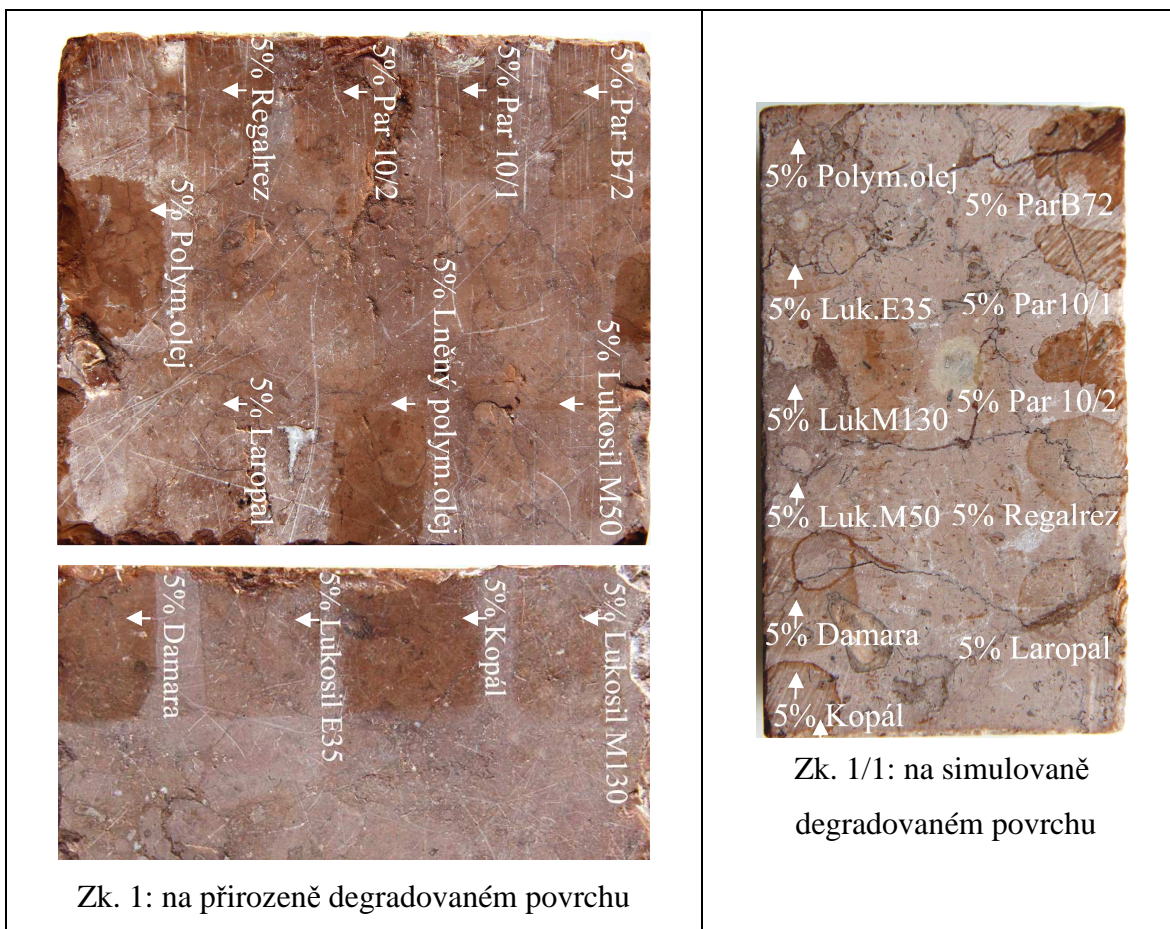 5% Regalrez
5% Par 10/2
5% Par 10/1
5% Par B72
5% Polym.olej
5% Laropal
5% Lněný polym.olej
5% Lukosil M50
5% Damara
5% Lukosil E35
5% Kopál
5% Lukosil M130
Zk. 1: na přirozeně degradovaném povrchu
5% Polym.olej
5% ParB72
5% Luk.E35
5% Par10/1
5% LukM130
5% Par 10/2
5% Luk.M50
5% Regalrez
5% Damara
5% Laropal
5% Kopál
Zk. 1/1: na simulovaně
degradovaném povrchu